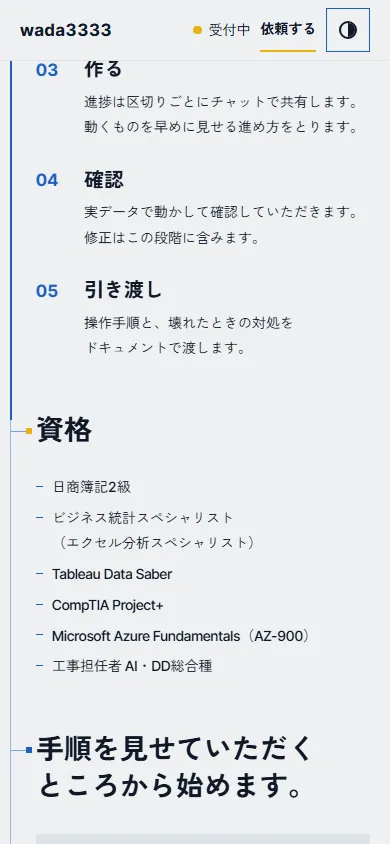 wada3333
受付中
依頼する
03 作る
進捗は区切りごとにチャットで共有します。
動くものを早めに見せる進め方をとります。
04 確認
実データで動かして確認していただきます。
修正はこの段階に含みます。
05 引き渡し
操作手順と、壊れたときの対処を
ドキュメントで渡します。
資格
日商簿記2級
ビジネス統計スペシャリスト
（エクセル分析スペシャリスト）
Tableau Data Saber
CompTIA Project+
Microsoft Azure Fundamentals（AZ-900）
工事担任者 AI・DD総合種
手順を見せていただく
ところから始めます。